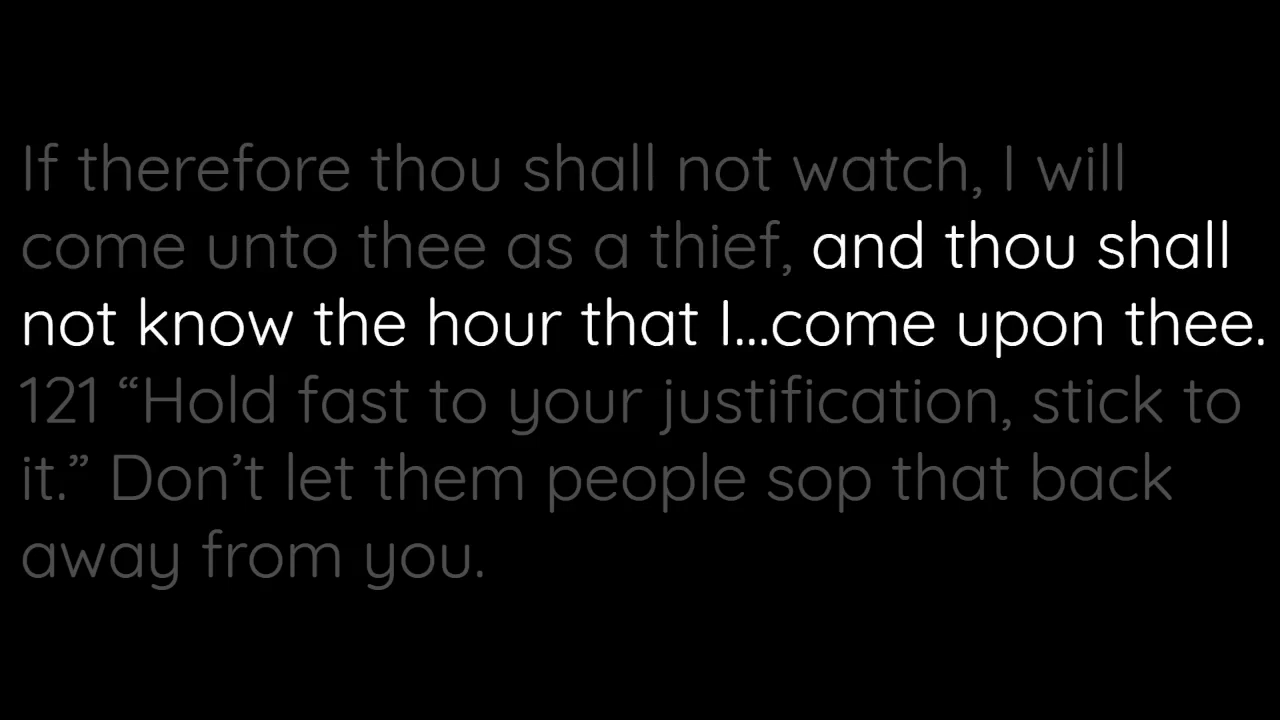 If therefore thou shall not watch, I will
come unto thee as a thief, and thou shall
not know the hour that I...come upon thee.
121 “Hold fast to your justification, stick to
it.” Don’t let them people sop that back
away from you.